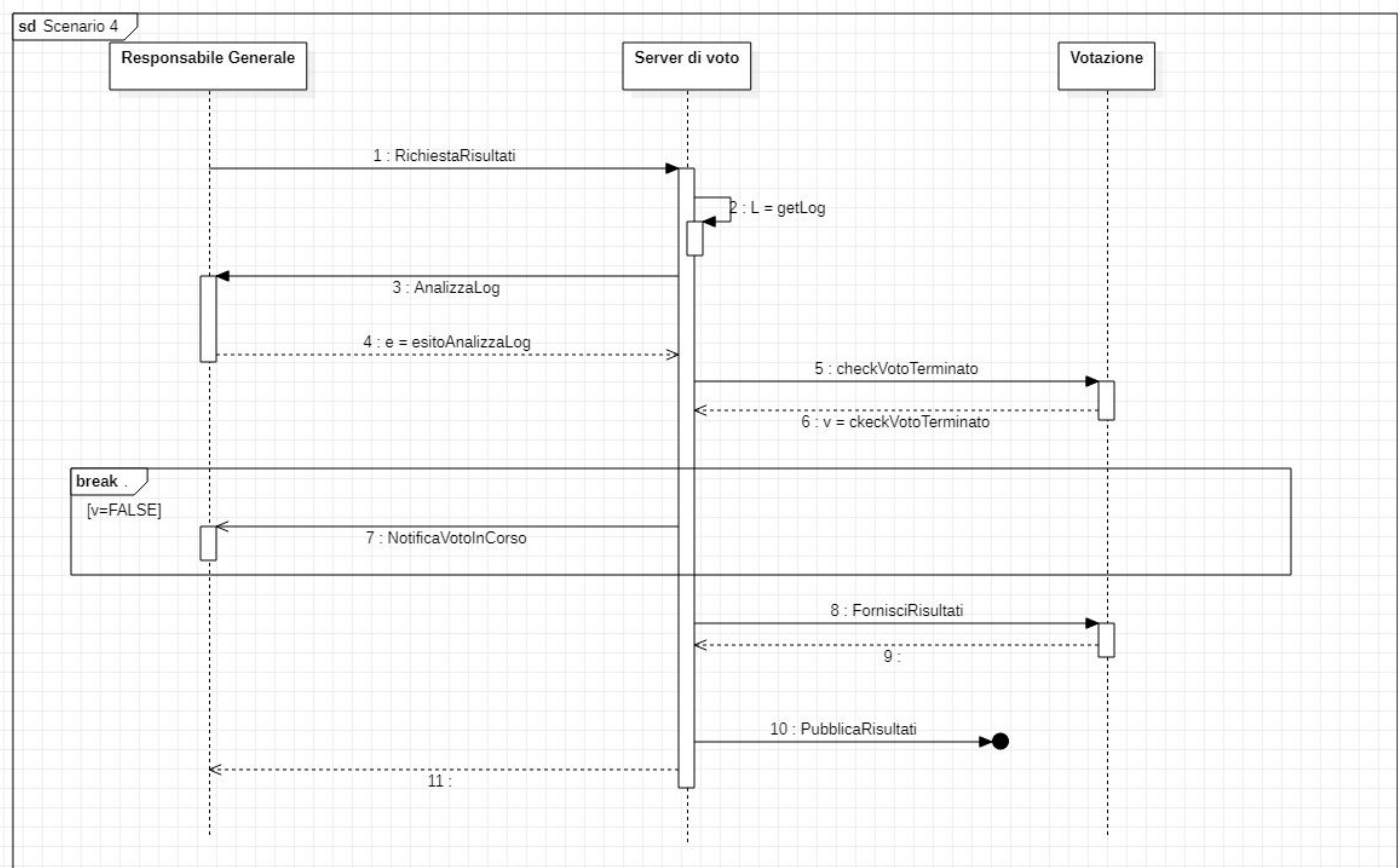 sd Scenario 4
Responsabile Generale
Server di voto
Votazione
1 : RichiestaRisultati
2 : L = getLog
3 : AnalizzaLog
4 : e = esitoAnalizzaLog
5 : checkVotoTerminato
6 : v = ckeckVotoTerminato
break .
[v=FALSE]
7 : NotificaVotoInCorso
8 : FornisciRisultati
9 :
10 : PubblicaRisultati
11 :